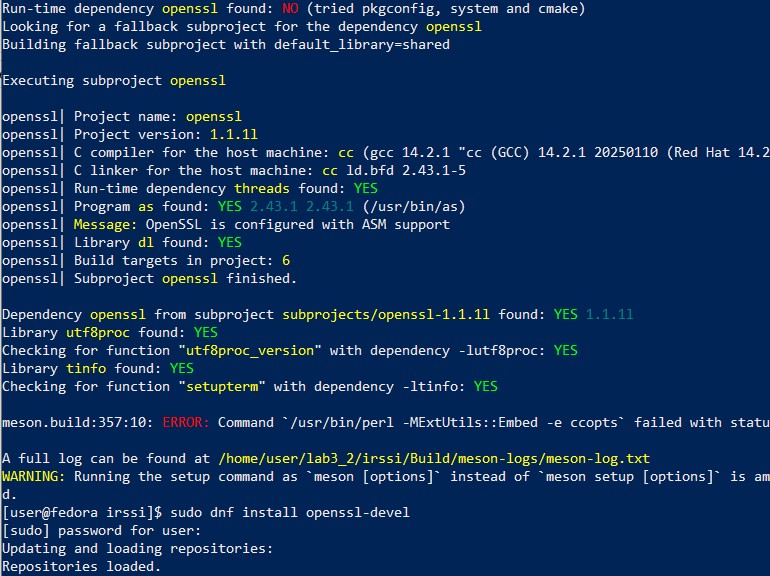 Run-time dependency openssl found: NO (tried pkgconfig, system and cmake)
Looking for a fallback subproject for the dependency openssl
Building fallback subproject with default_library=shared
Executing subproject openssl
openssl| Project name: openssl
openssl| Project version: 1.1.1l
openssl| C compiler for the host machine: cc (gcc 14.2.1 "cc (GCC) 14.2.1 20250110 (Red Hat 14.2
openssl| C linker for the host machine: cc ld.bfd 2.43.1-5
openssl| Run-time dependency threads found: YES
openssl| Program as found: YES 2.43.1 2.43.1 (/usr/bin/as)
openssl| Message: OpenSSL is configured with ASM support
openssl| Library dl found: YES
openssl| Build targets in project: 6
openssl| Subproject openssl finished.
Dependency openssl from subproject subprojects/openssl-1.1.1l found: YES 1.1.1l
Library utf8proc found: YES
Checking for function "utf8proc_version" with dependency -lutf8proc: YES
Library tinfo found: YES
Checking for function "setupterm" with dependency -ltinfo: YES
meson.build:357:10: ERROR: Command `/usr/bin/perl -MExtUtils::Embed -e ccopts` failed with statu
A full log can be found at /home/user/lab3_2/irssi/Build/meson-logs/meson-log.txt
WARNING: Running the setup command as `meson [options]` instead of `meson setup [options]` is am
d.
[user@fedora irssi]$ sudo dnf install openssl-devel
[sudo] password for user:
Updating and loading repositories:
Repositories loaded.